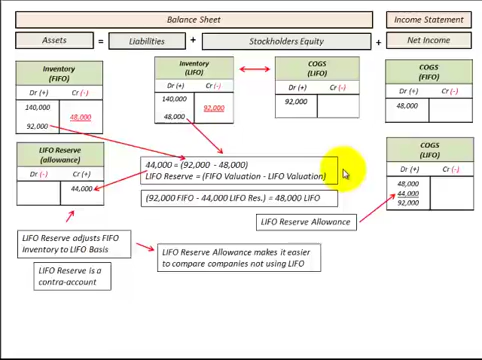 Balance Sheet
Income Statement
Assets
=
Liabilities
+
Stockholders Equity
+
Net Income
Inventory
(FIFO)
Dr (+) Cr (-)
140,000
48,000
92,000
Inventory
(LIFO)
Dr (+) Cr (-)
140,000
92,000
48,000
COGS
(LIFO)
Dr (+) Cr (-)
92,000
COGS
(FIFO)
Dr (+) Cr (-)
48,000
LIFO Reserve
(allowance)
Dr (-) Cr (+)
44,000
44,000 = (92,000 - 48,000)
LIFO Reserve = (FIFO Valuation - LIFO Valuation)
(92,000 FIFO - 44,000 LIFO Res.) = 48,000 LIFO
COGS
(LIFO)
Dr (+) Cr (-)
48,000
44,000
92,000
LIFO Reserve Allowance
LIFO Reserve adjusts FIFO
Inventory to LIFO Basis
LIFO Reserve Allowance makes it easier
to compare companies not using LIFO
LIFO Reserve is a
contra-account